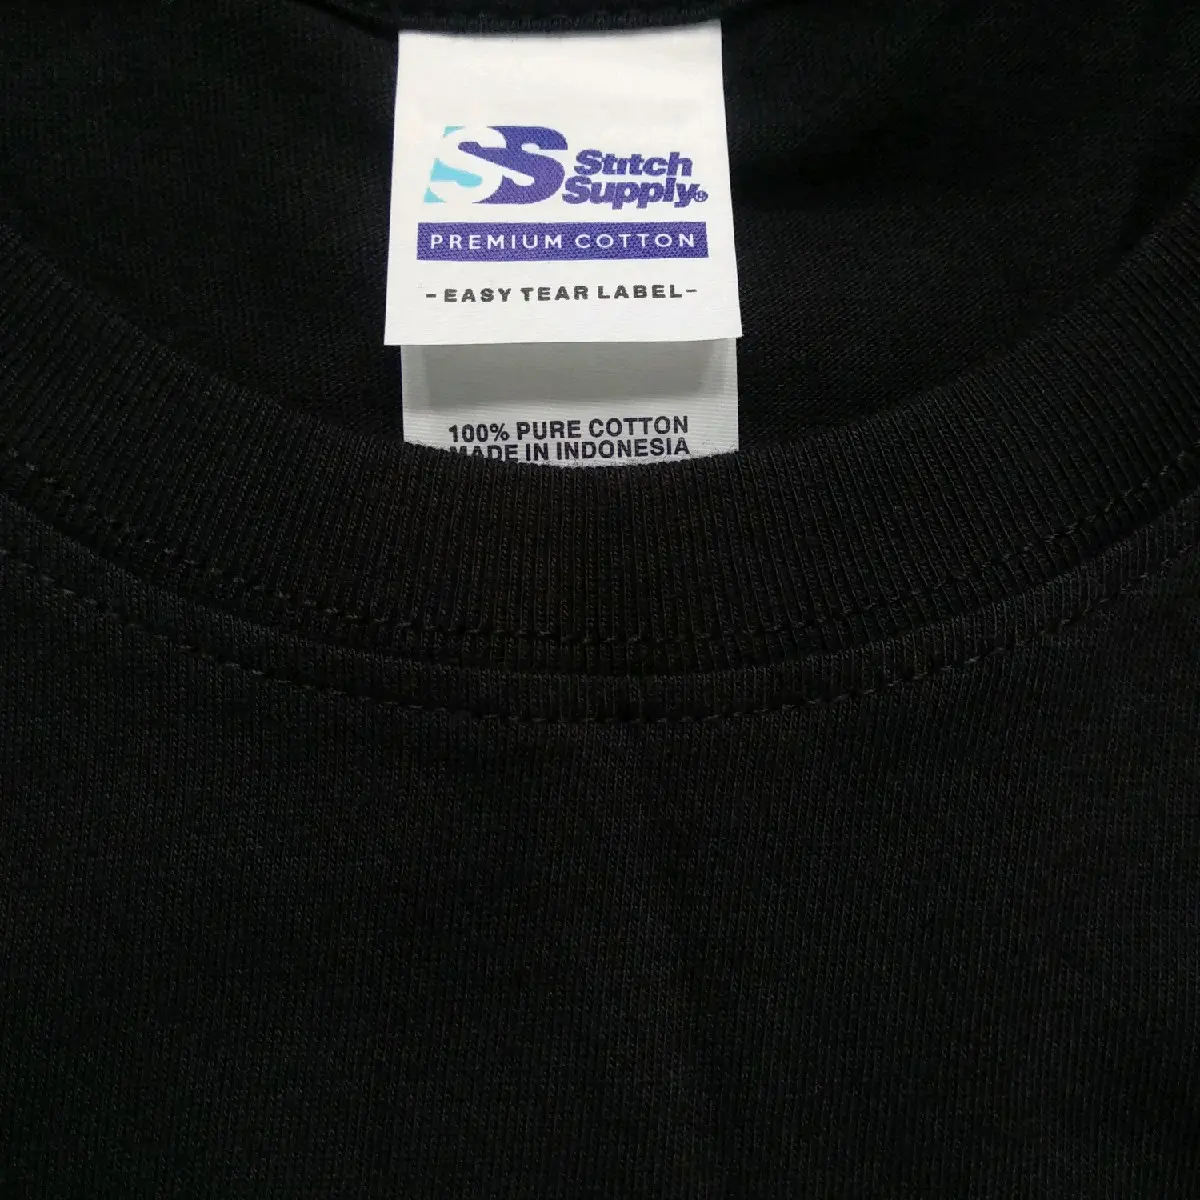 SS Stitch
Supply®
PREMIUM COTTON
- EASY TEAR LABEL -
100% PURE COTTON
MADE IN INDONESIA